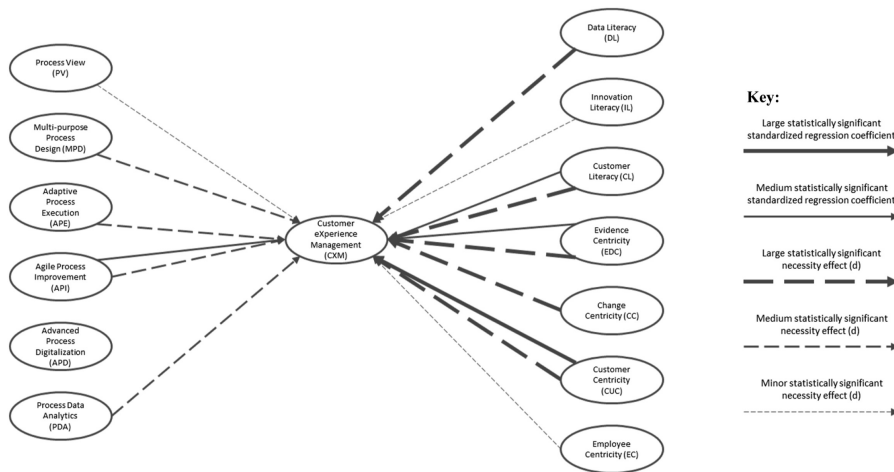 Process View
(PV)
Multi-purpose
Process
Design (MPD)
Adaptive
Process
Execution
(APE)
Agile Process
Improvement
(API)
Advanced
Process
Digitalization
(APD)
Process Data
Analytics
(PDA)
Customer
eXperience
Management
(CXM)
Data Literacy
(DL)
Innovation
Literacy (IL)
Customer
Literacy (CL)
Evidence
Centricity
(EDC)
Change
Centricity (CC)
Customer
Centricity
(CUC)
Employee
Centricity (EC)
Key:
Large statistically significant
standardized regression coefficient
Medium statistically significant
standardized regression coefficient
Large statistically significant
necessity effect (d)
Medium statistically significant
necessity effect (d)
Minor statistically significant
necessity effect (d)